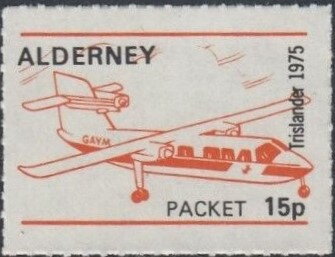 ALDERNEY
Trislander 1975
GAYM
PACKET 15p